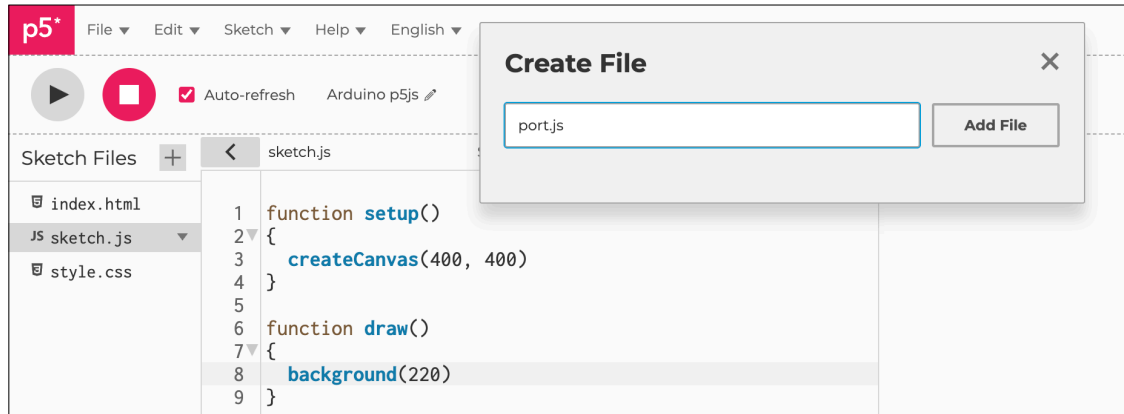 p5* File Edit Sketch Help English
Create File
Auto-refresh Arduino p5js
port.js Add File
Sketch Files
sketch.js
index.html
JS sketch.js
style.css
1 function setup()
2 {
3 createCanvas(400, 400)
4 }
5
6 function draw()
7 {
8 background(220)
9 }